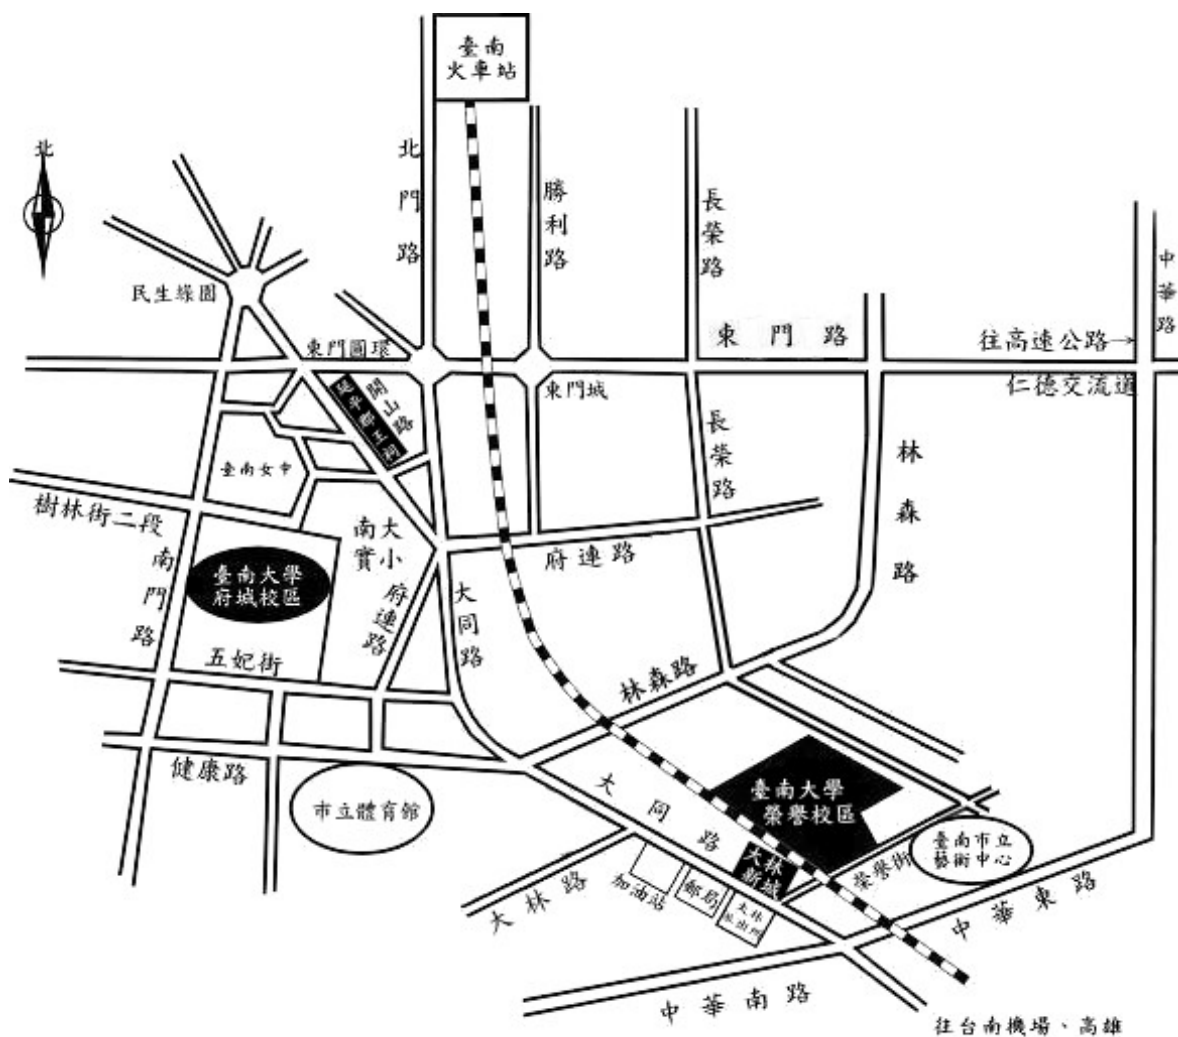 臺南
火車站
北
北門路
勝利路
長榮路
中華路
民生綠園
東門圓環
東門路
往高速公路→
仁德交流道
東門城
開山路
延平郡王祠
長榮路
林森路
臺南女中
樹林街二段
南大
實小
府連路
南門路
臺南大學
府城校區
府連路
大同路
五妃街
林森路
健康路
市立體育館
大同路
臺南大學
榮譽校區
臺南市立
藝術中心
榮譽街
大林
新城
大林路
加油站
郵局
大林
派出所
中華東路
中華南路
往台南機場、高雄